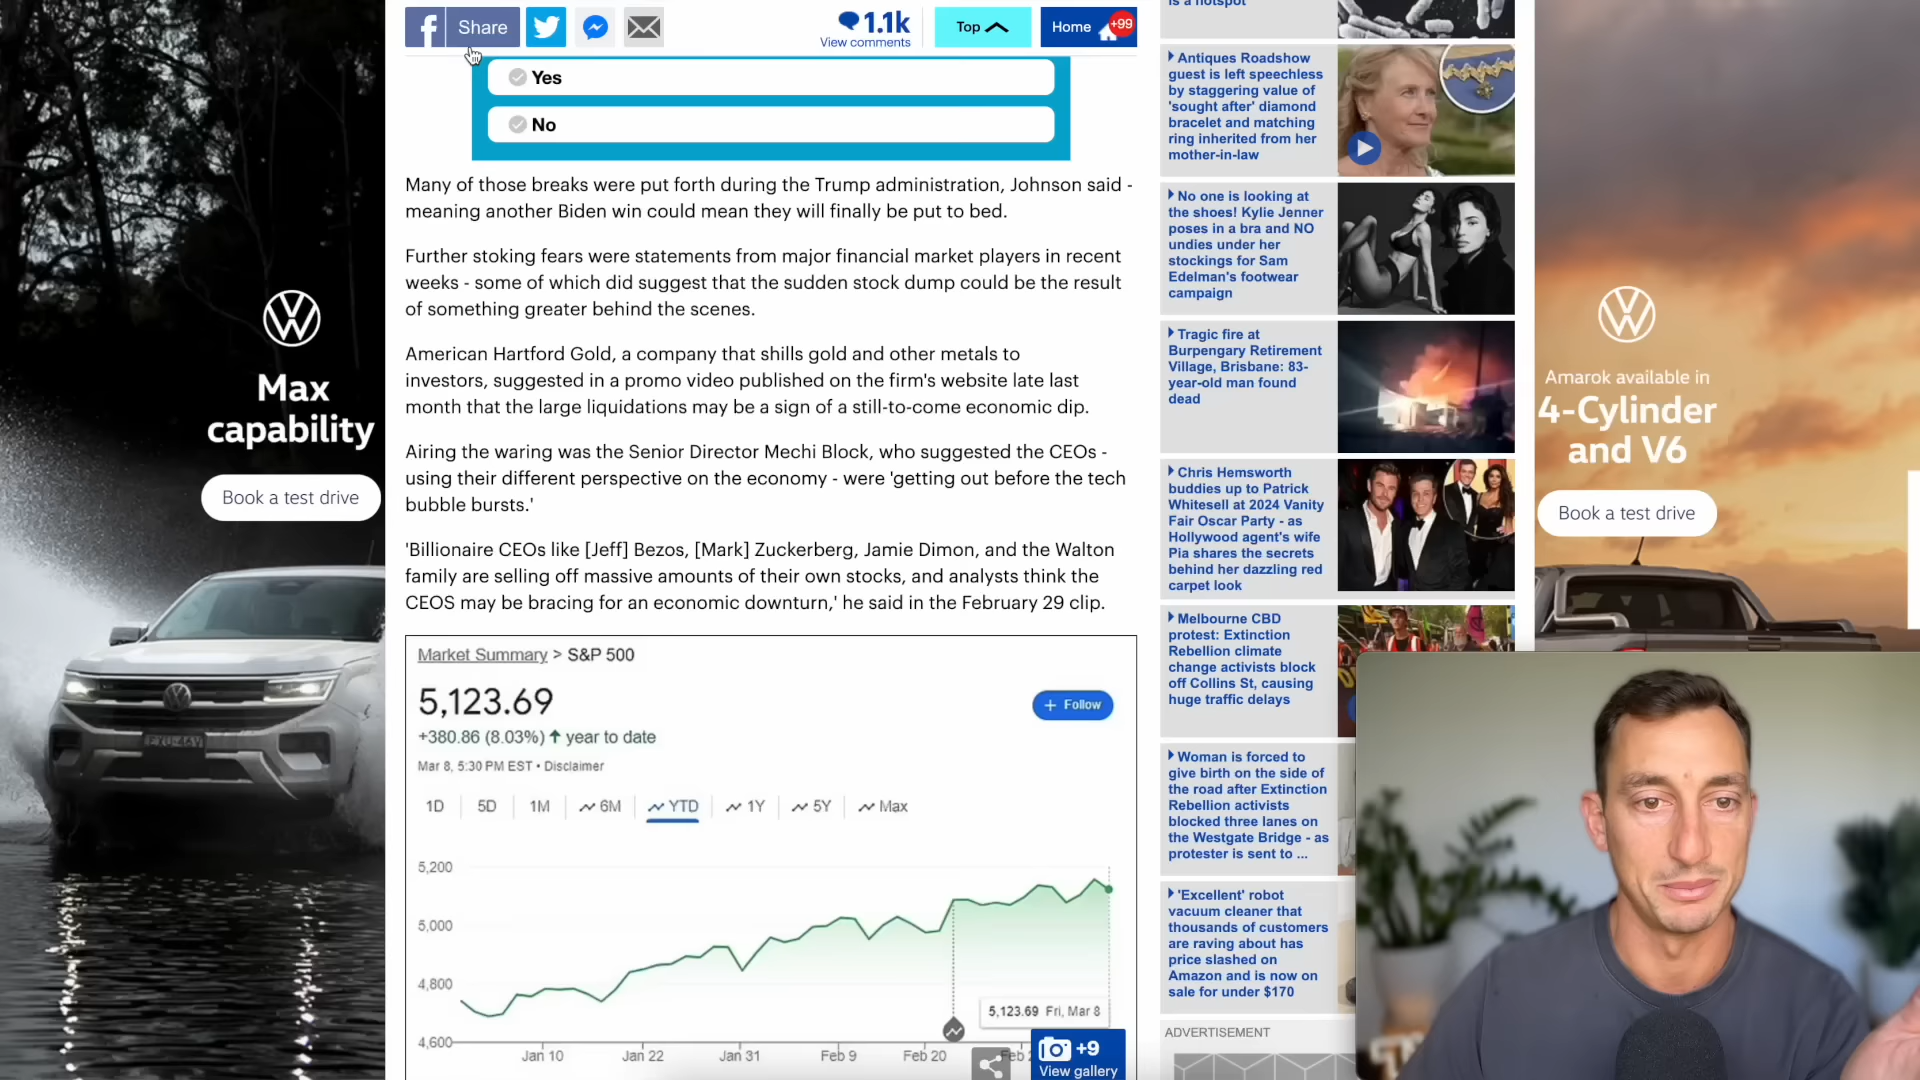 Share
1.1k
View comments
Top
Home
+99
Yes
No
Many of those breaks were put forth during the Trump administration, Johnson said -
meaning another Biden win could mean they will finally be put to bed.
Further stoking fears were statements from major financial market players in recent
weeks - some of which did suggest that the sudden stock dump could be the result
of something greater behind the scenes.
American Hartford Gold, a company that shills gold and other metals to
investors, suggested in a promo video published on the firm's website late last
month that the large liquidations may be a sign of a still-to-come economic dip.
Airing the waring was the Senior Director Mechi Block, who suggested the CEOs -
using their different perspective on the economy - were 'getting out before the tech
bubble bursts.'
'Billionaire CEOs like [Jeff] Bezos, [Mark] Zuckerberg, Jamie Dimon, and the Walton
family are selling off massive amounts of their own stocks, and analysts think the
CEOS may be bracing for an economic downturn,' he said in the February 29 clip.
Market Summary > S&P 500
5,123.69
+ Follow
+380.86 (8.03%) ↑ year to date
Mar 8, 5:30 PM EST • Disclaimer
1D 5D 1M 6M YTD 1Y 5Y Max
5,200
5,000
4,800
4,600
5,123.69 Fri, Mar 8
Jan 10 Jan 22 Jan 31 Feb 9 Feb 20
+9
View gallery
is a hotspot
Antiques Roadshow
guest is left speechless
by staggering value of
'sought after' diamond
bracelet and matching
ring inherited from her
mother-in-law
No one is looking at
the shoes! Kylie Jenner
poses in a bra and NO
undies under her
stockings for Sam
Edelman's footwear
campaign
Tragic fire at
Burpengary Retirement
Village, Brisbane: 83-
year-old man found
dead
Chris Hemsworth
buddies up to Patrick
Whitesell at 2024 Vanity
Fair Oscar Party - as
Hollywood agent's wife
Pia shares the secrets
behind her dazzling red
carpet look
Melbourne CBD
protest: Extinction
Rebellion climate
change activists block
off Collins St, causing
huge traffic delays
Woman is forced to
give birth on the side of
the road after Extinction
Rebellion activists
blocked three lanes on
the Westgate Bridge - as
protester is sent to ...
'Excellent' robot
vacuum cleaner that
thousands of customers
are raving about has
price slashed on
Amazon and is now on
sale for under $170
ADVERTISEMENT
Max
capability
Book a test drive
Amarok available in
4-Cylinder
and V6
Book a test drive